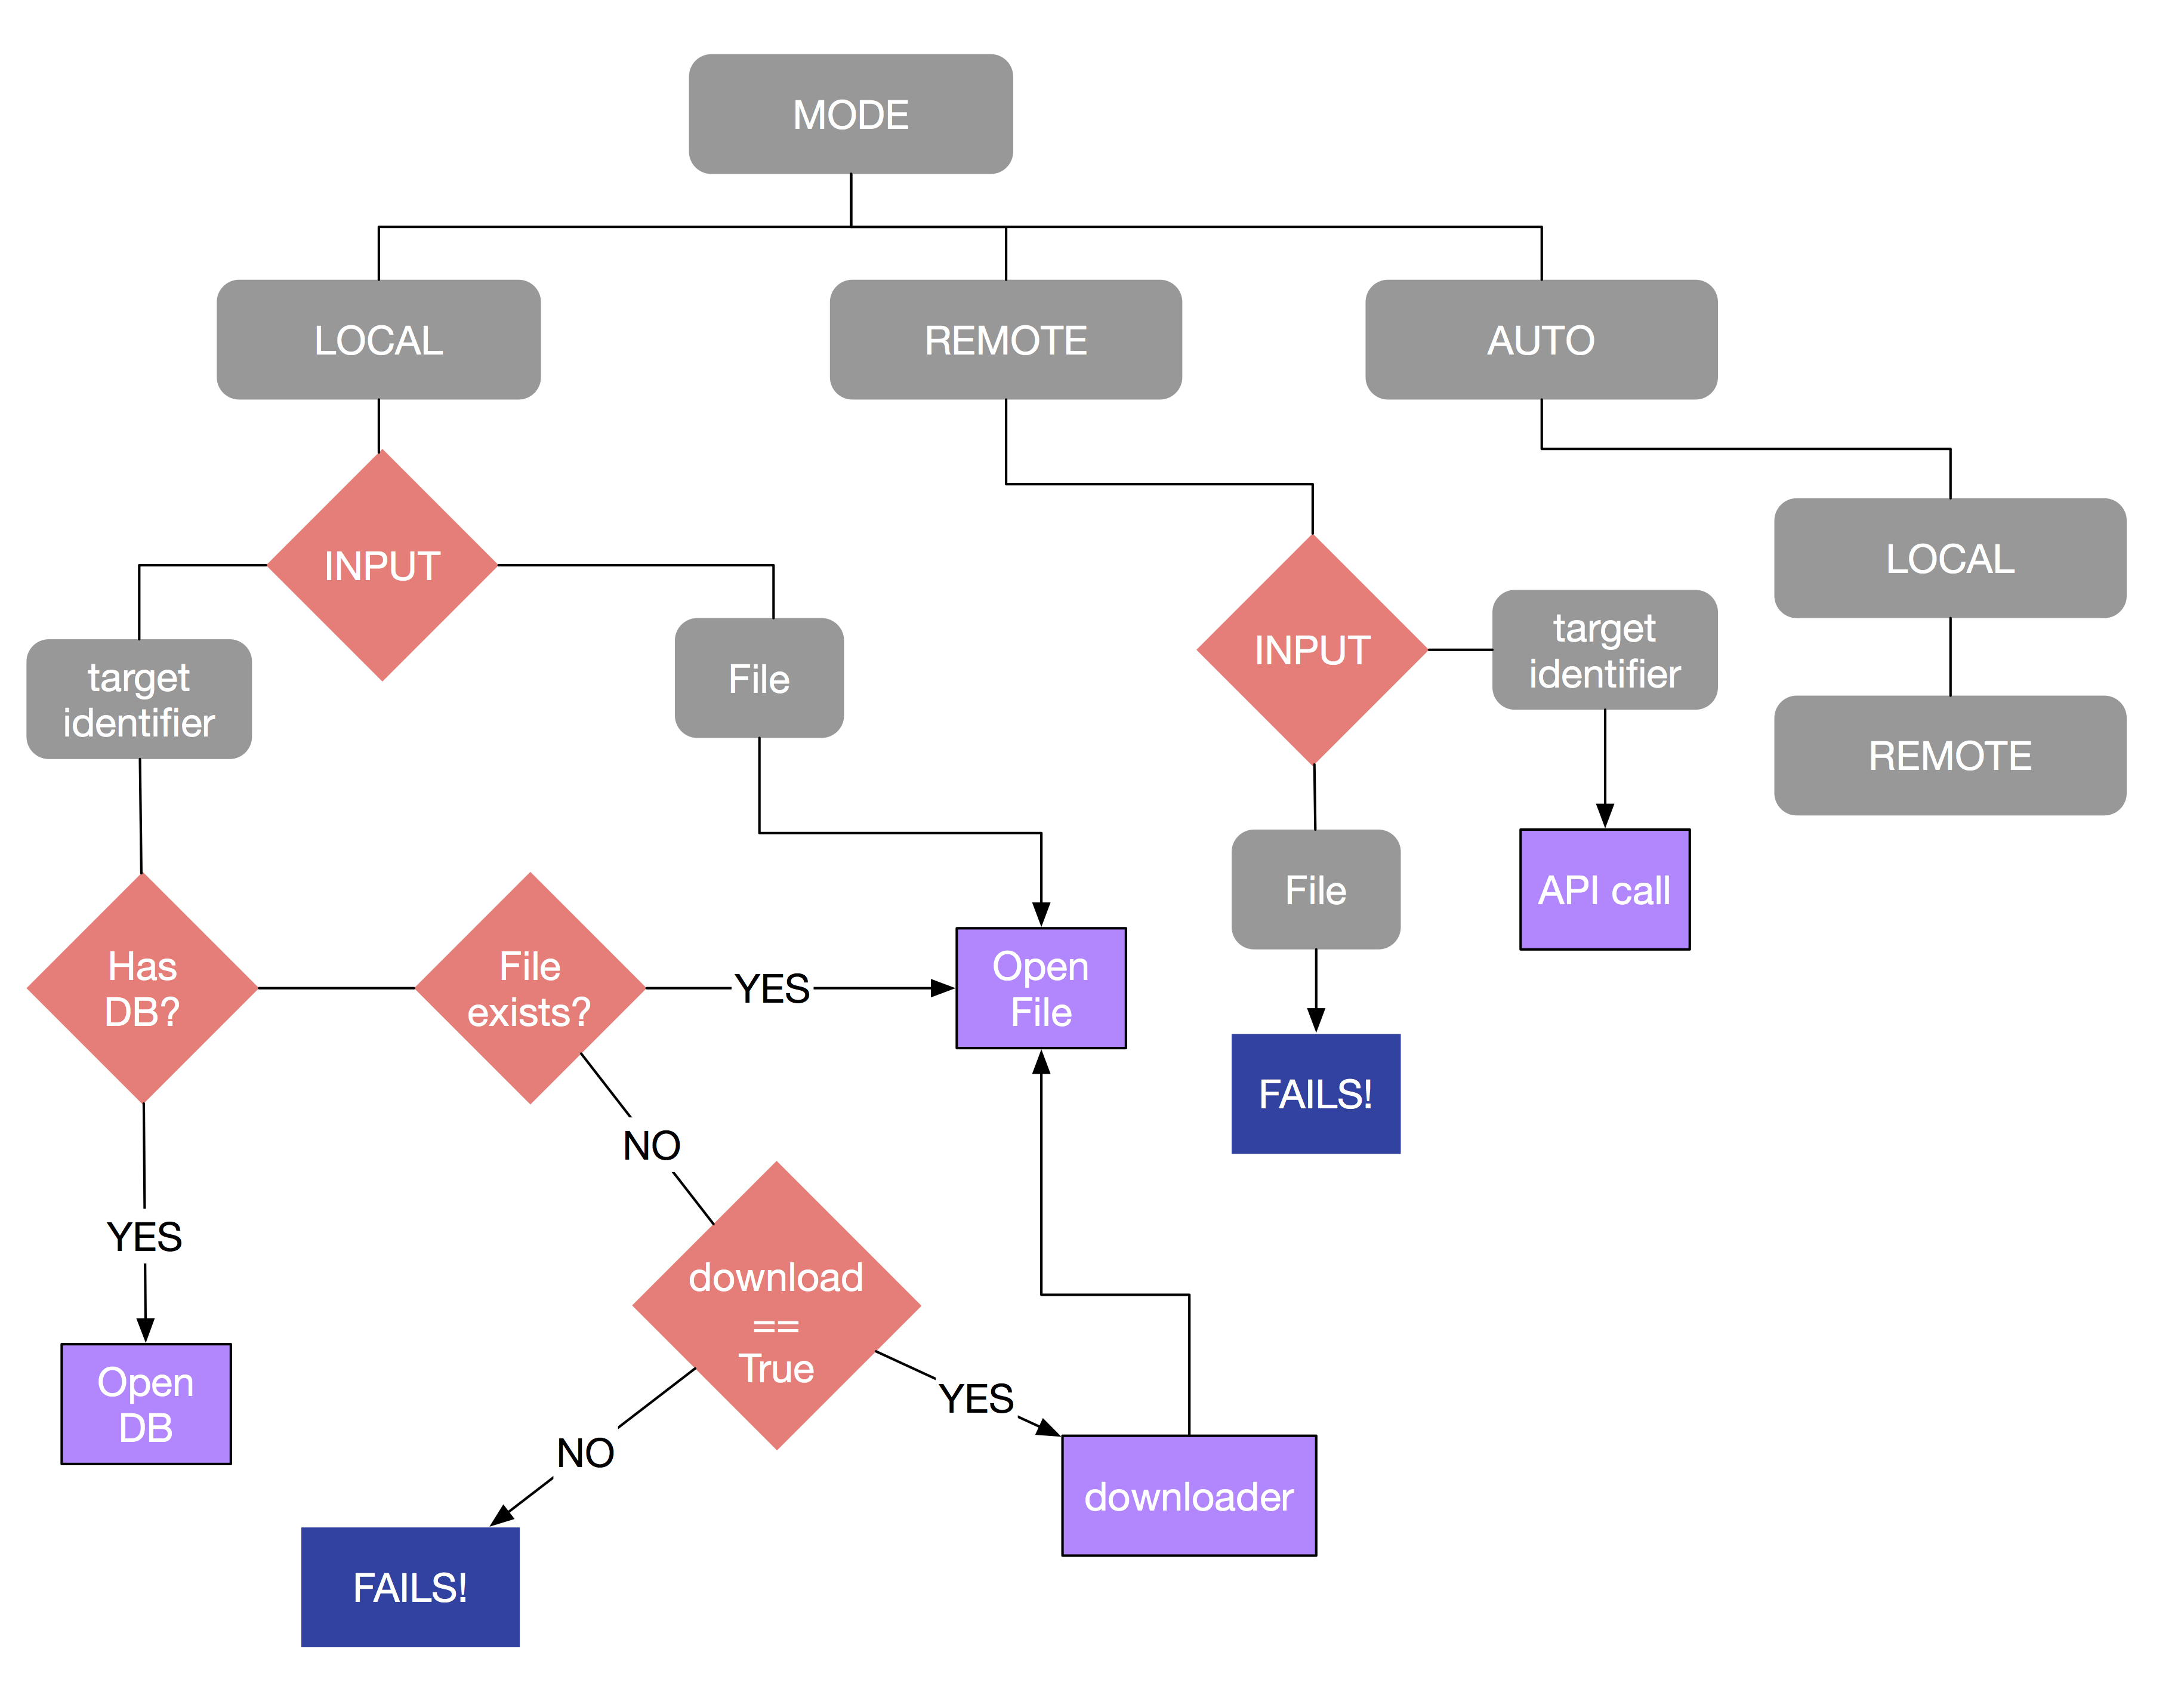 MODE
LOCAL
REMOTE
AUTO
INPUT
target
identifier
File
INPUT
target
identifier
LOCAL
REMOTE
File
API call
FAILS!
Has
DB?
File
exists?
YES
Open
File
NO
YES
download
==
True
Open
DB
NO
YES
downloader
FAILS!